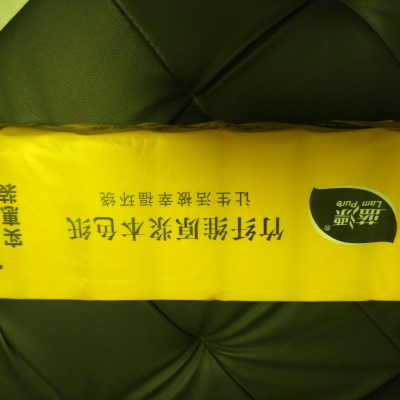 蓝漂
Lam Pure
®
竹纤维原浆本色纸
让生活被幸福环绕
实惠装